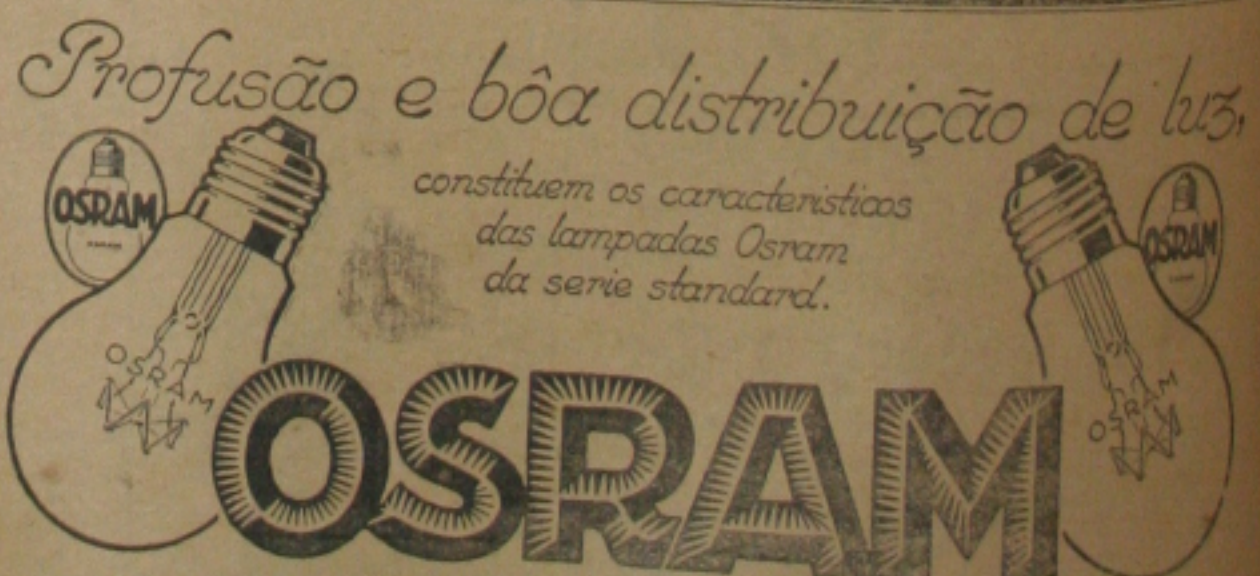 Profusão e bôa distribuição de luz,
OSRAM
OSRAM
constituem os caracteristicos
das lampadas Osram
da serie standard.
OSRAM
OSRAM
OSRAM